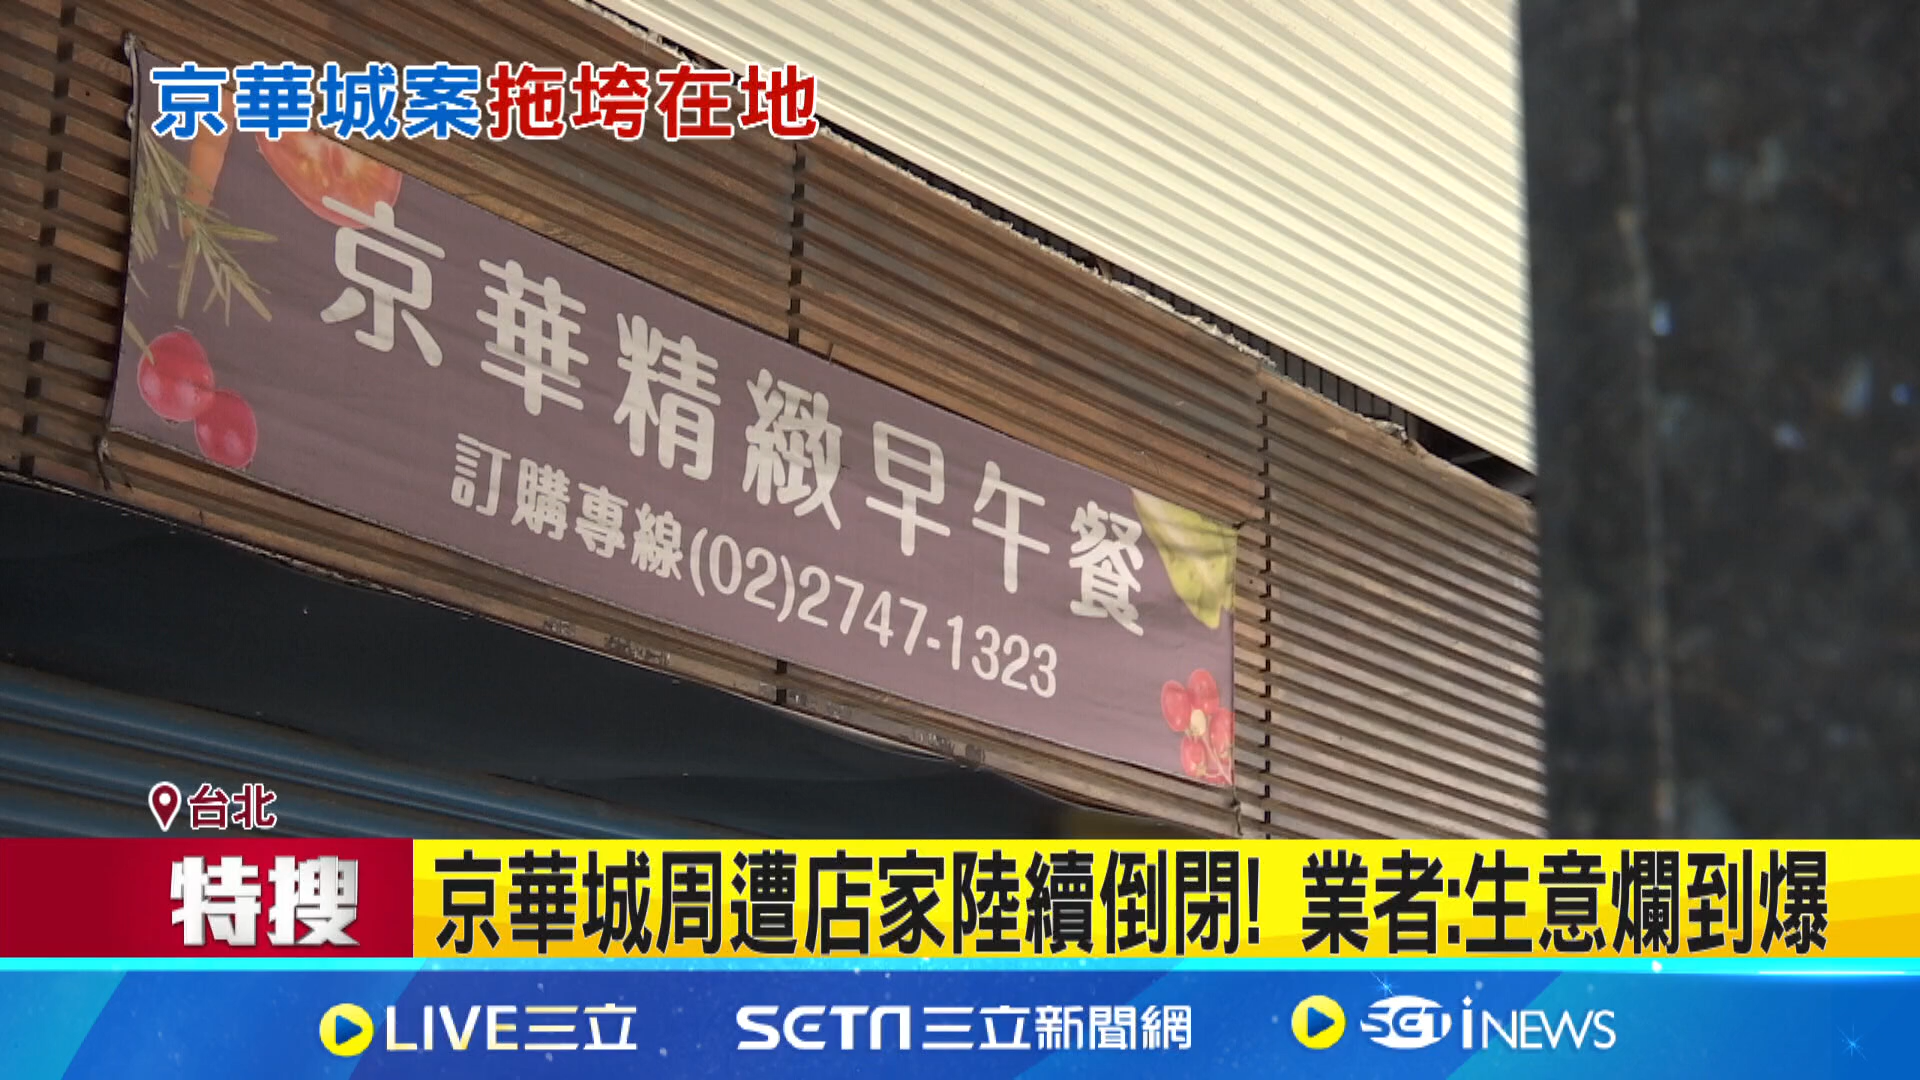 京華城案拖垮在地
京華精緻早午餐
訂購專線(02)2747-1323
台北
特搜
京華城周遭店家陸續倒閉! 業者:生意爛到爆
LIVE三立
SETN三立新聞網
SETiNEWS